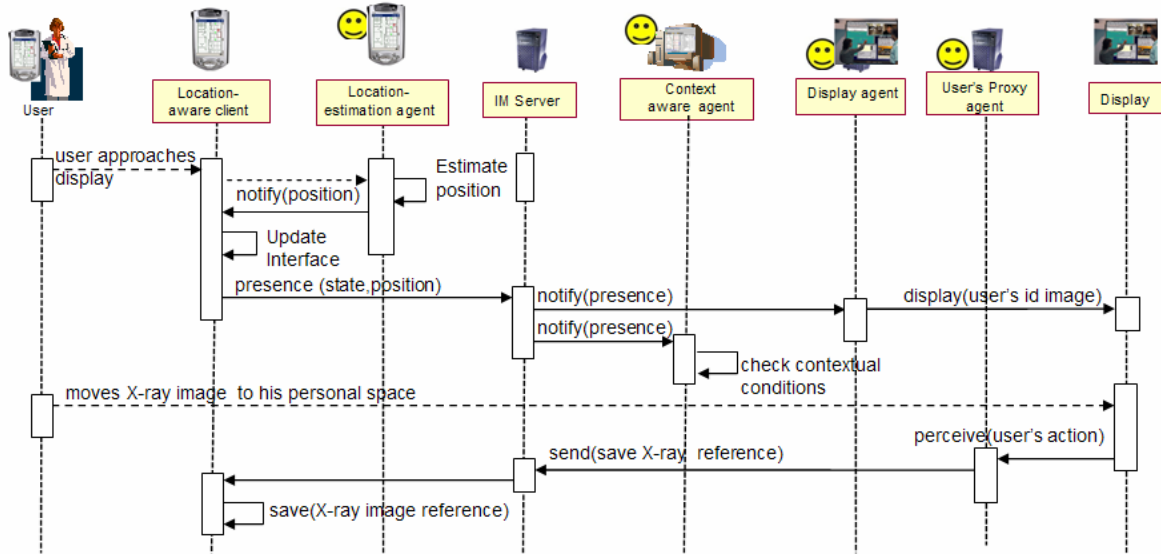 User
Location-
aware client
Location-
estimation agent
IM Server
Context
aware agent
Display agent
User's Proxy
agent
Display
user approaches
display
Estimate
position
notify(position)
Update
Interface
presence (state,position)
notify(presence)
display(user's id image)
notify(presence)
check contextual
conditions
moves X-ray image to his personal space
perceive(user's action)
send(save X-ray reference)
save(X-ray image reference)